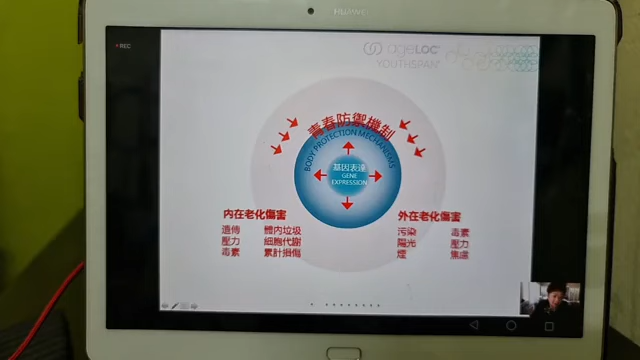 HUAWEI
REC
ageLOC®
YOUTHSPAN®
青春防禦機制
BODY PROTECTION MECHANISMS
基因表達
GENE
EXPRESSION
內在老化傷害
遺傳 體內垃圾
壓力 細胞代謝
毒素 累計損傷
外在老化傷害
污染 毒素
陽光 壓力
煙 焦慮